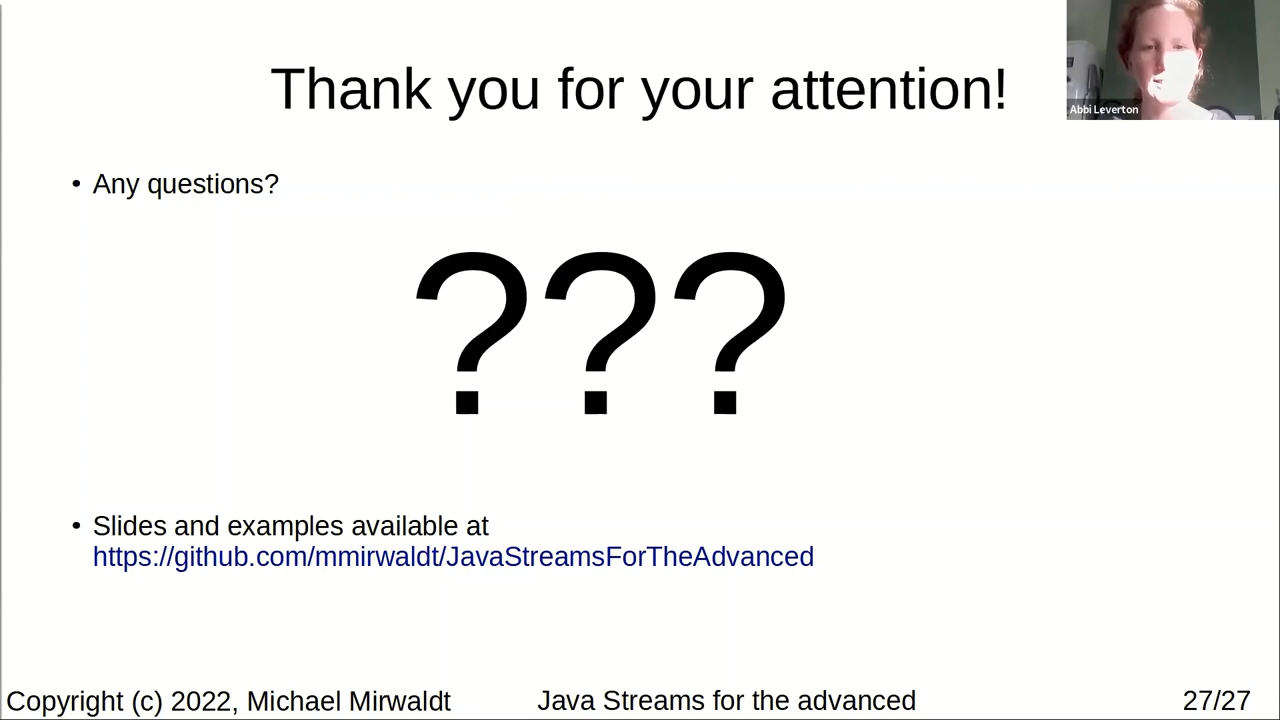 Thank you for your attention!
Abbi Leverton
• Any questions?
???
• Slides and examples available at
https://github.com/mmirwaldt/JavaStreamsForTheAdvanced
Copyright (c) 2022, Michael Mirwaldt
Java Streams for the advanced
27/27